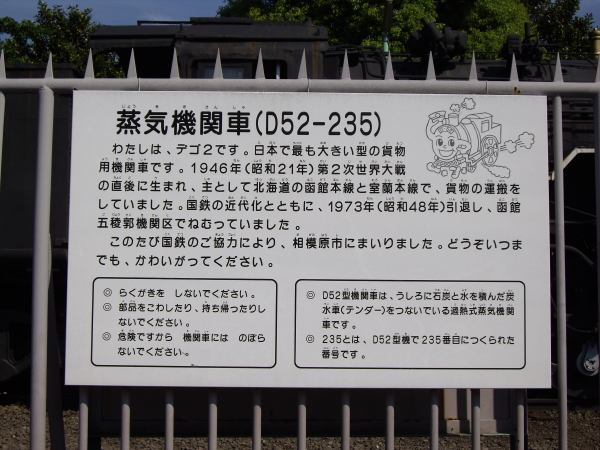 蒸気機関車(D52-235)
わたしは、デゴ2です。日本で最も大きい型の貨物
用機関車です。1946年(昭和21年)第2次世界大戦
の直後に生まれ、主として北海道の函館本線と室蘭本線で、貨物の運搬を
していました。国鉄の近代化とともに、1973年(昭和48年)引退し、函館
五稜郭機関区でねむっていました。
このたび国鉄のご協力により、相模原市にまいりました。どうぞいつま
でも、かわいがってください。
◎ らくがきを しないでください。
◎ 部品をこわしたり、持ち帰ったりし
ないでください。
◎ 危険ですから 機関車には のぼら
ないでください。
◎ D52型機関車は、うしろに石炭と水を積んだ炭
水車(テンダー)をつないでいる過熱式蒸気機関
車です。
◎ 235とは、D52型機で235番目につくられた
番号です。